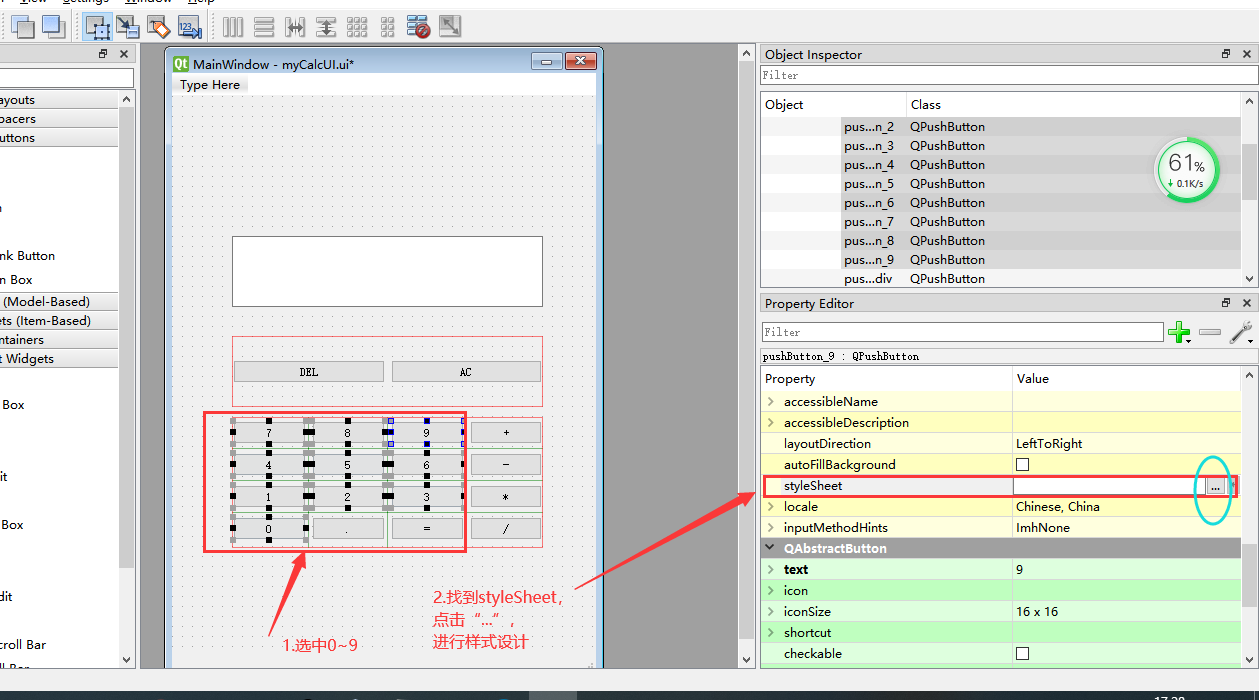 View Settings Window Help
MainWindow - myCalcUI.ui*
Type Here
DEL
AC
7
8
9
+
4
5
6
-
1
2
3
*
0
.
=
/
1.选中0~9
2.找到styleSheet,
点击“...”,
进行样式设计
ayouts
pacers
uttons
n
nk Button
n Box
(Model-Based)
ets (Item-Based)
ntainers
t Widgets
Box
it
Box
dit
croll Bar
Object Inspector
Filter
Object Class
pus...n_2 QPushButton
pus...n_3 QPushButton
pus...n_4 QPushButton
pus...n_5 QPushButton
pus...n_6 QPushButton
pus...n_7 QPushButton
pus...n_8 QPushButton
pus...n_9 QPushButton
pus...div QPushButton
61%
0.1K/s
Property Editor
Filter
pushButton_9 : QPushButton
Property Value
accessibleName
accessibleDescription
layoutDirection LeftToRight
autoFillBackground
styleSheet ...
locale Chinese, China
inputMethodHints ImhNone
QAbstractButton
text 9
icon
iconSize 16 x 16
shortcut
checkable